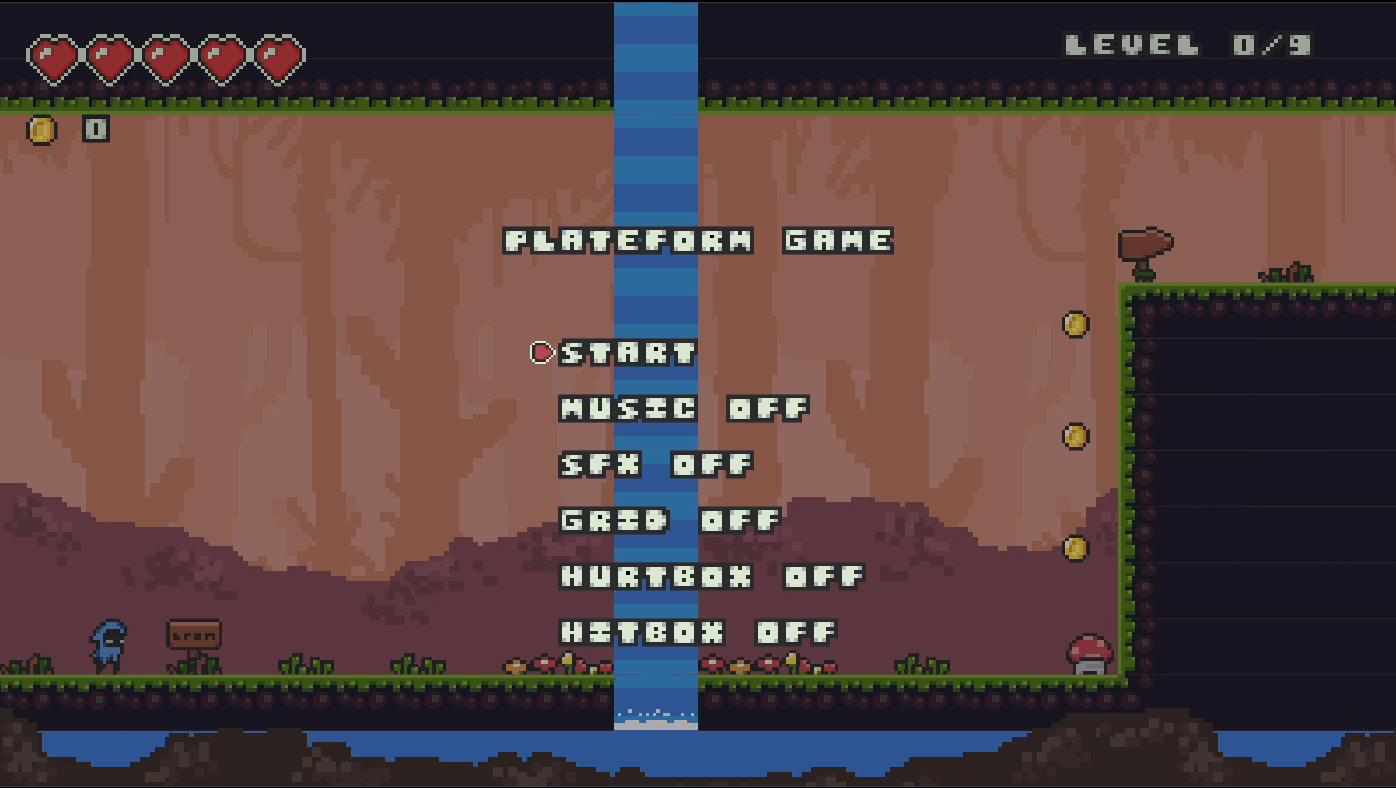 LEVEL 0/9
0
PLATEFORM GAME
START
MUSIC OFF
SFX OFF
GRID OFF
HURTBOX OFF
HITBOX OFF